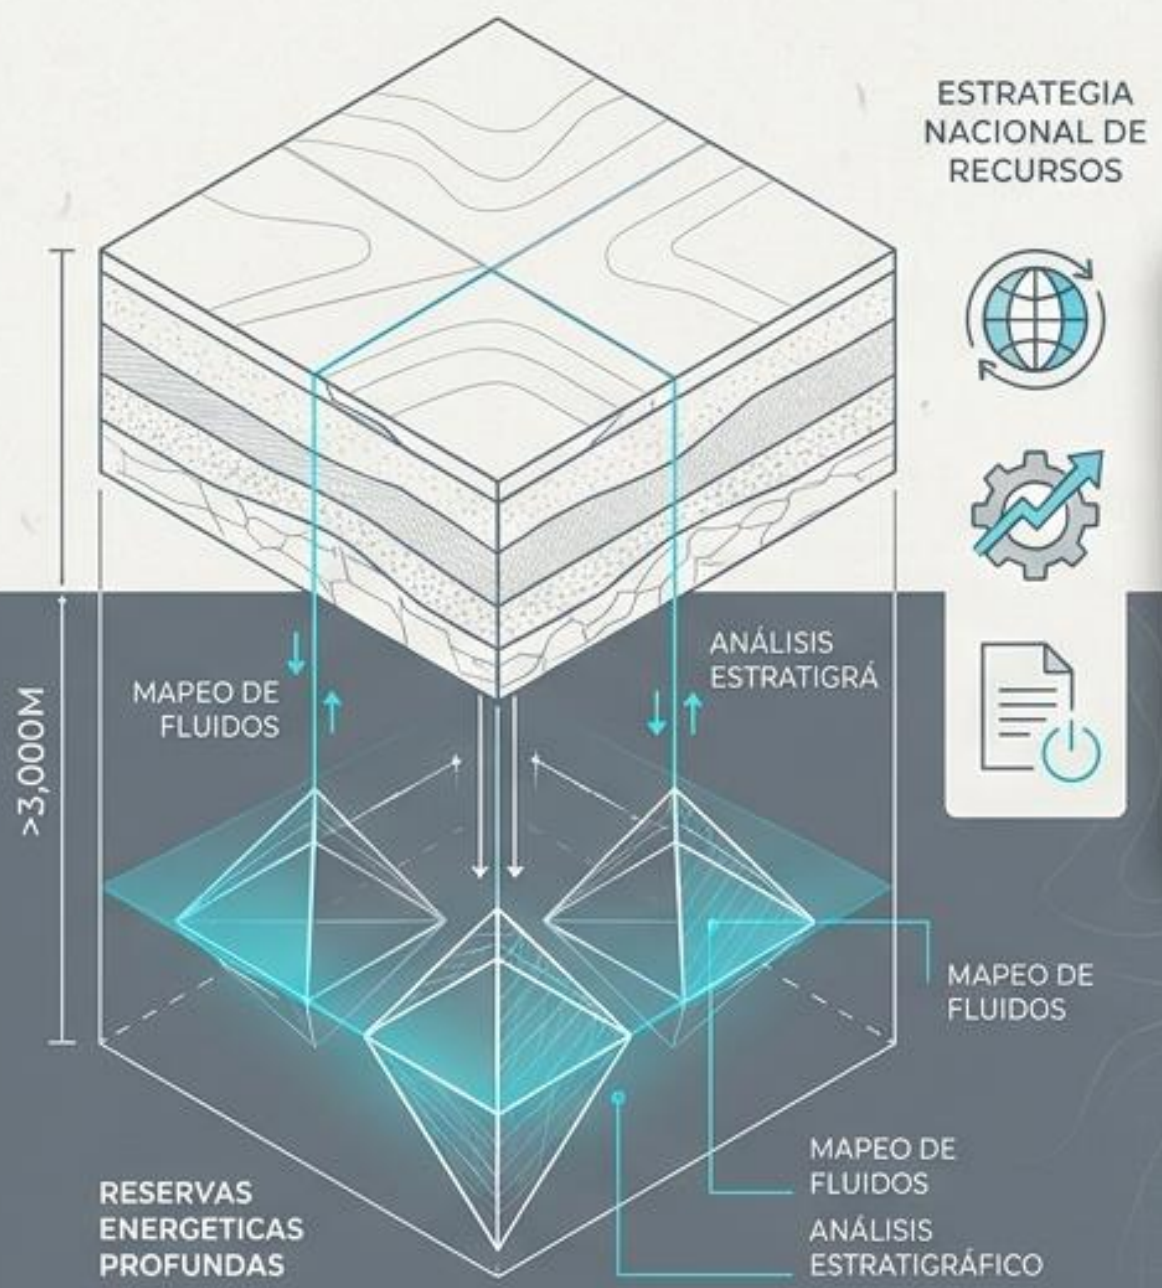 ESTRATEGIA
NACIONAL DE
RECURSOS
ANÁLISIS
ESTRATIGRÁ
MAPEO DE
FLUIDOS
>3,000M
MAPEO DE
FLUIDOS
MAPEO DE
FLUIDOS
ANÁLISIS
ESTRATIGRÁFICO
RESERVAS
ENERGETICAS
PROFUNDAS